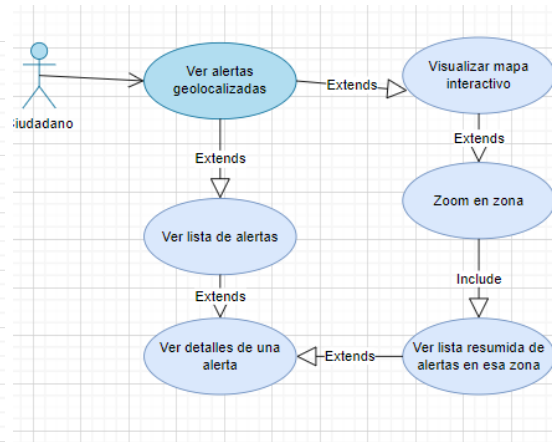 Ver alertas
geolocalizadas
Extends
Visualizar mapa
interactivo
iudadano
Extends
Extends
Ver lista de alertas
Zoom en zona
Extends
Include
Ver detalles de una
alerta
Extends
Ver lista resumida de
alertas en esa zona